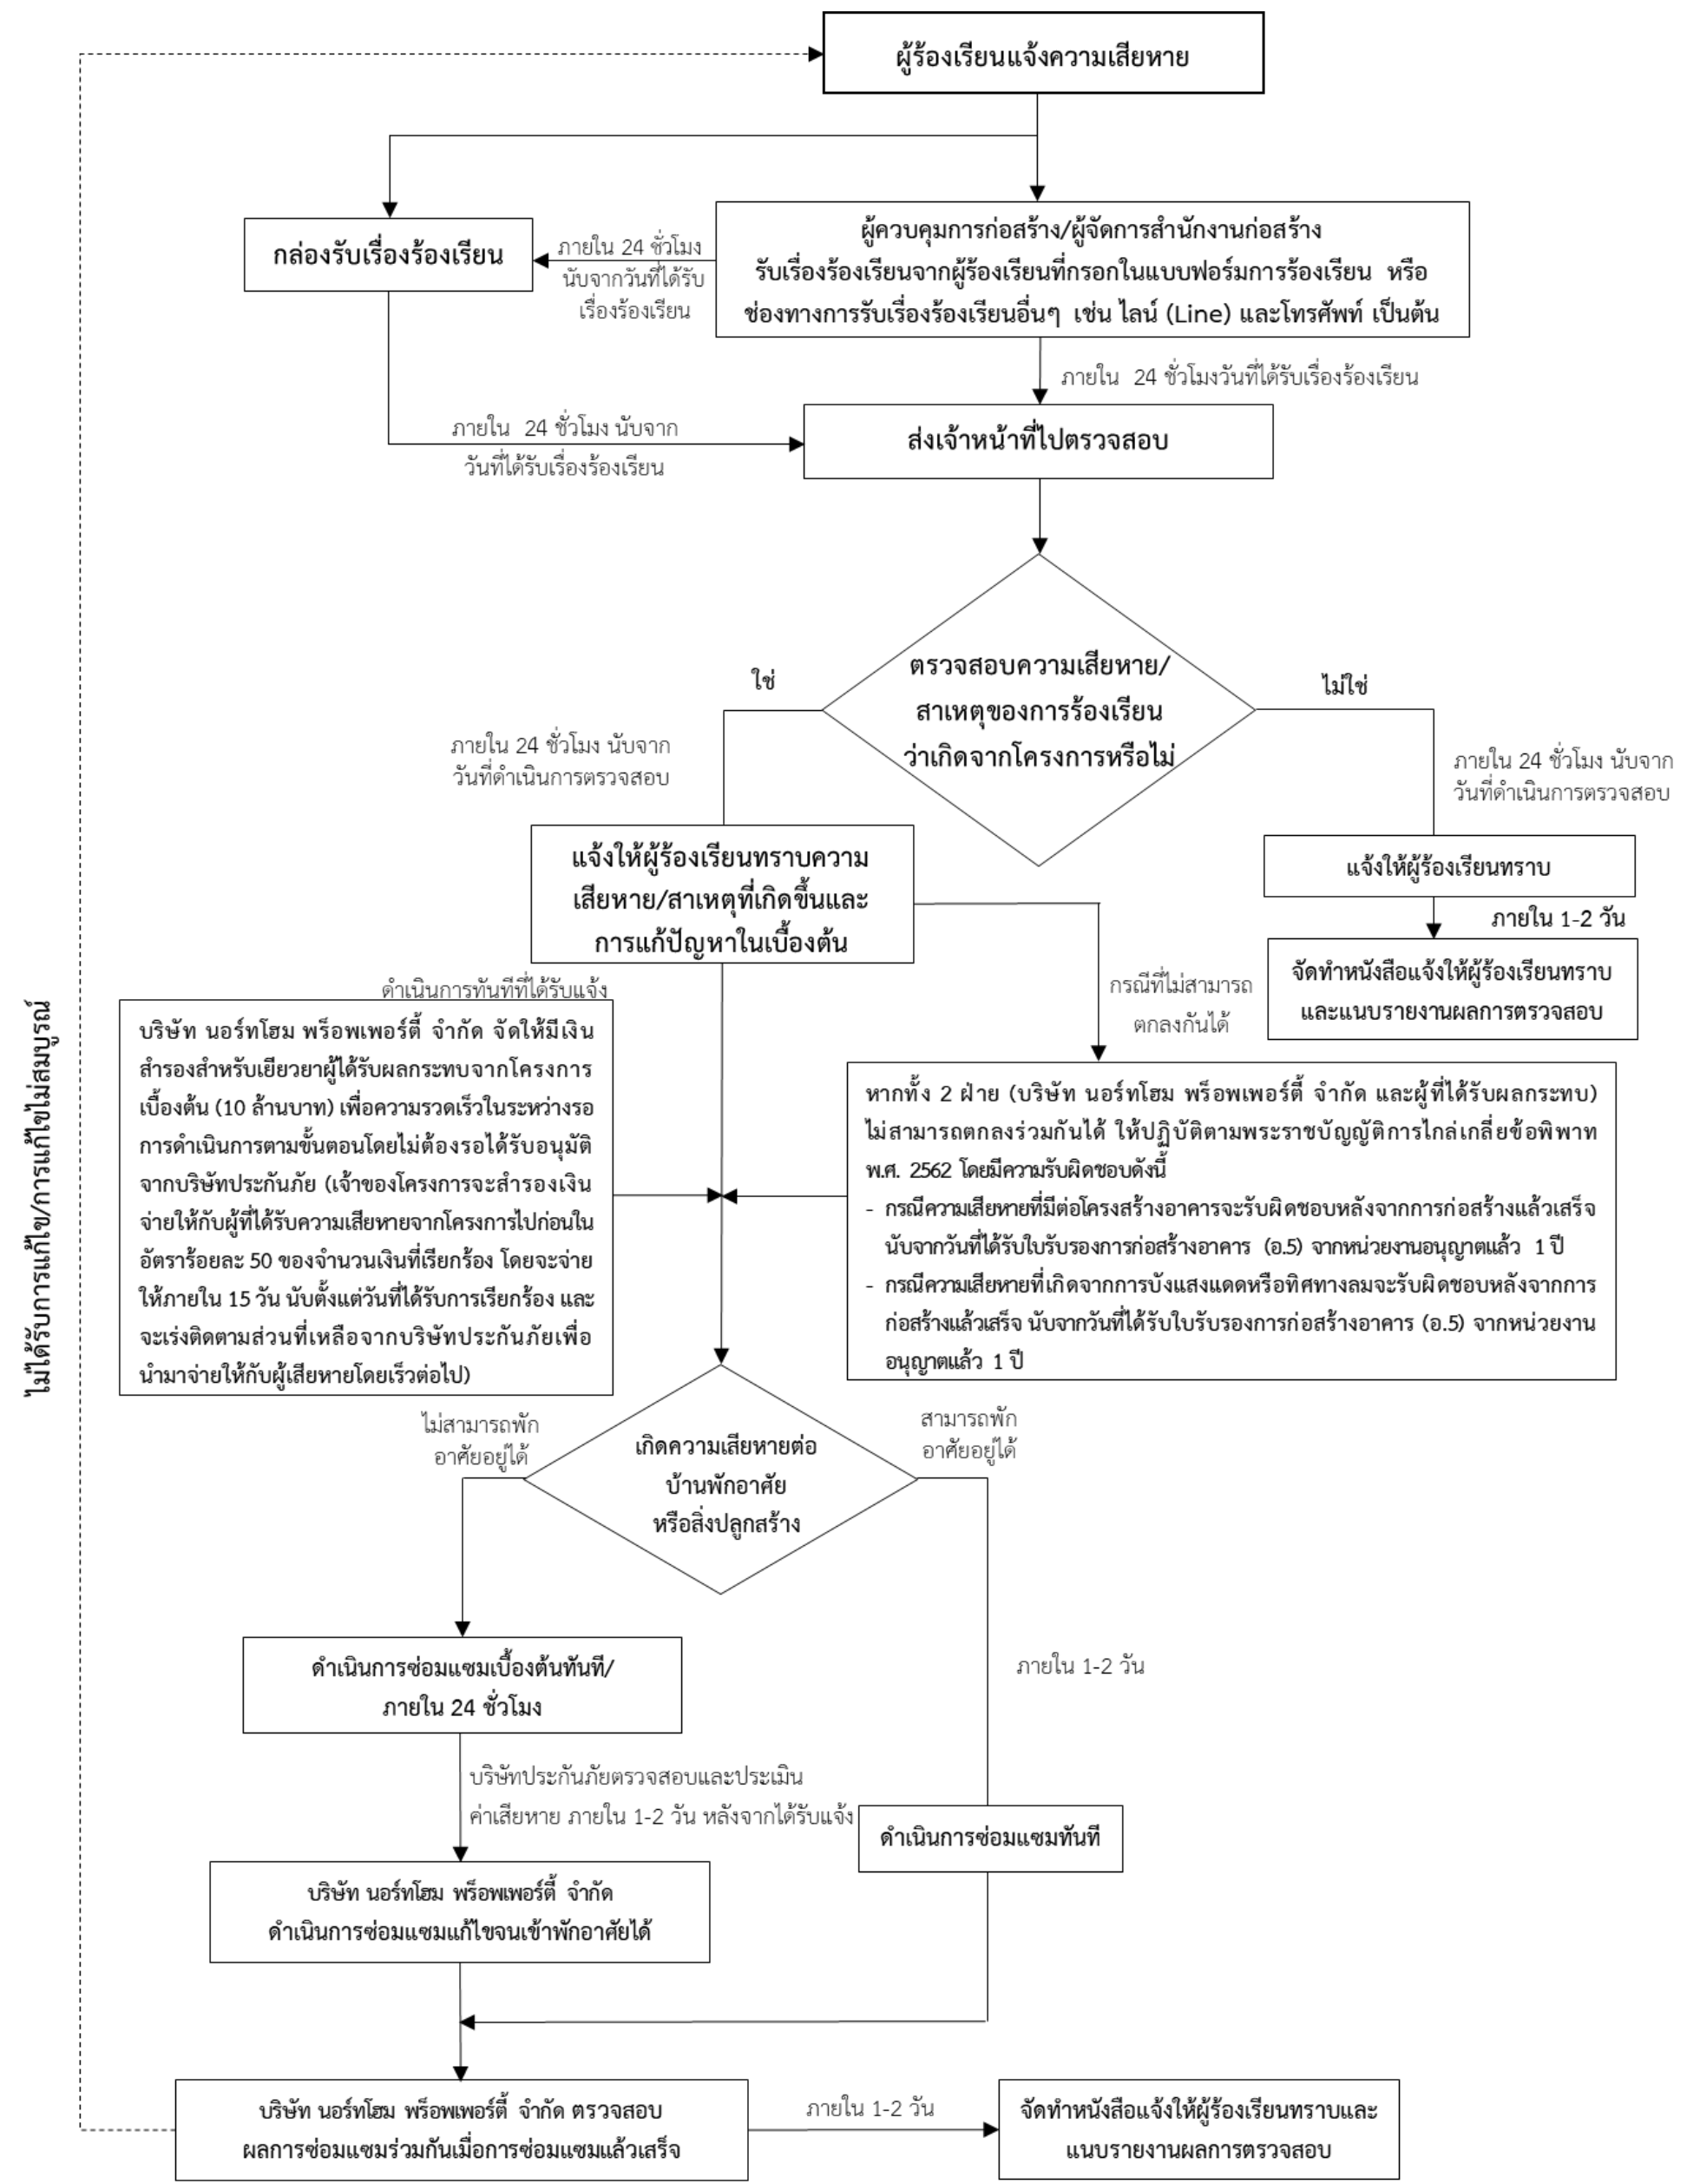 ผู้ร้องเรียนแจ้งความเสียหาย
กล่องรับเรื่องร้องเรียน
ภายใน 24 ชั่วโมง
นับจากวันที่ได้รับ
เรื่องร้องเรียน
ผู้ควบคุมการก่อสร้าง/ผู้จัดการสำนักงานก่อสร้าง
รับเรื่องร้องเรียนจากผู้ร้องเรียนที่กรอกในแบบฟอร์มการร้องเรียน หรือ
ช่องทางการรับเรื่องร้องเรียนอื่นๆ เช่น ไลน์ (Line) และโทรศัพท์ เป็นต้น
ภายใน 24 ชั่วโมงวันที่ได้รับเรื่องร้องเรียน
ภายใน 24 ชั่วโมง นับจาก
วันที่ได้รับเรื่องร้องเรียน
ส่งเจ้าหน้าที่ไปตรวจสอบ
ตรวจสอบความเสียหาย/
สาเหตุของการร้องเรียน
ว่าเกิดจากโครงการหรือไม่
ใช่
ไม่ใช่
ภายใน 24 ชั่วโมง นับจาก
วันที่ดำเนินการตรวจสอบ
ภายใน 24 ชั่วโมง นับจาก
วันที่ดำเนินการตรวจสอบ
แจ้งให้ผู้ร้องเรียนทราบความ
เสียหาย/สาเหตุที่เกิดขึ้นและ
การแก้ปัญหาในเบื้องต้น
แจ้งให้ผู้ร้องเรียนทราบ
ภายใน 1-2 วัน
จัดทำหนังสือแจ้งให้ผู้ร้องเรียนทราบ
และแนบรายงานผลการตรวจสอบ
ดำเนินการทันทีที่ได้รับแจ้ง
กรณีที่ไม่สามารถ
ตกลงกันได้
บริษัท นอร์ทโฮม พร็อพเพอร์ตี้ จำกัด จัดให้มีเงิน
สำรองสำหรับเยียวยาผู้ได้รับผลกระทบจากโครงการ
เบื้องต้น (10 ล้านบาท) เพื่อความรวดเร็วในระหว่างรอ
การดำเนินการตามขั้นตอนโดยไม่ต้องรอได้รับอนุมัติ
จากบริษัทประกันภัย (เจ้าของโครงการจะสำรองเงิน
จ่ายให้กับผู้ที่ได้รับความเสียหายจากโครงการไปก่อนใน
อัตราร้อยละ 50 ของจำนวนเงินที่เรียกร้อง โดยจะจ่าย
ให้ภายใน 15 วัน นับตั้งแต่วันที่ได้รับการเรียกร้อง และ
จะเร่งติดตามส่วนที่เหลือจากบริษัทประกันภัยเพื่อ
นำมาจ่ายให้กับผู้เสียหายโดยเร็วต่อไป)
หากทั้ง 2 ฝ่าย (บริษัท นอร์ทโฮม พร็อพเพอร์ตี้ จำกัด และผู้ที่ได้รับผลกระทบ)
ไม่สามารถตกลงร่วมกันได้ ให้ปฏิบัติตามพระราชบัญญัติการไกล่เกลี่ยข้อพิพาท
พ.ศ. 2562 โดยมีความรับผิดชอบดังนี้
- กรณีความเสียหายที่มีต่อโครงสร้างอาคารจะรับผิดชอบหลังจากการก่อสร้างแล้วเสร็จ
นับจากวันที่ได้รับใบรับรองการก่อสร้างอาคาร (อ.5) จากหน่วยงานอนุญาตแล้ว 1 ปี
- กรณีความเสียหายที่เกิดจากการบังแสงแดดหรือทิศทางลมจะรับผิดชอบหลังจากการ
ก่อสร้างแล้วเสร็จ นับจากวันที่ได้รับใบรับรองการก่อสร้างอาคาร (อ.5) จากหน่วยงาน
อนุญาตแล้ว 1 ปี
ไม่ได้รับการแก้ไข/การแก้ไขไม่สมบูรณ์
ไม่สามารถพัก
อาศัยอยู่ได้
เกิดความเสียหายต่อ
บ้านพักอาศัย
หรือสิ่งปลูกสร้าง
สามารถพัก
อาศัยอยู่ได้
ดำเนินการซ่อมแซมเบื้องต้นทันที/
ภายใน 24 ชั่วโมง
ภายใน 1-2 วัน
บริษัทประกันภัยตรวจสอบและประเมิน
ค่าเสียหาย ภายใน 1-2 วัน หลังจากได้รับแจ้ง
ดำเนินการซ่อมแซมทันที
บริษัท นอร์ทโฮม พร็อพเพอร์ตี้ จำกัด
ดำเนินการซ่อมแซมแก้ไขจนเข้าพักอาศัยได้
บริษัท นอร์ทโฮม พร็อพเพอร์ตี้ จำกัด ตรวจสอบ
ผลการซ่อมแซมร่วมกันเมื่อการซ่อมแซมแล้วเสร็จ
ภายใน 1-2 วัน
จัดทำหนังสือแจ้งให้ผู้ร้องเรียนทราบและ
แนบรายงานผลการตรวจสอบ